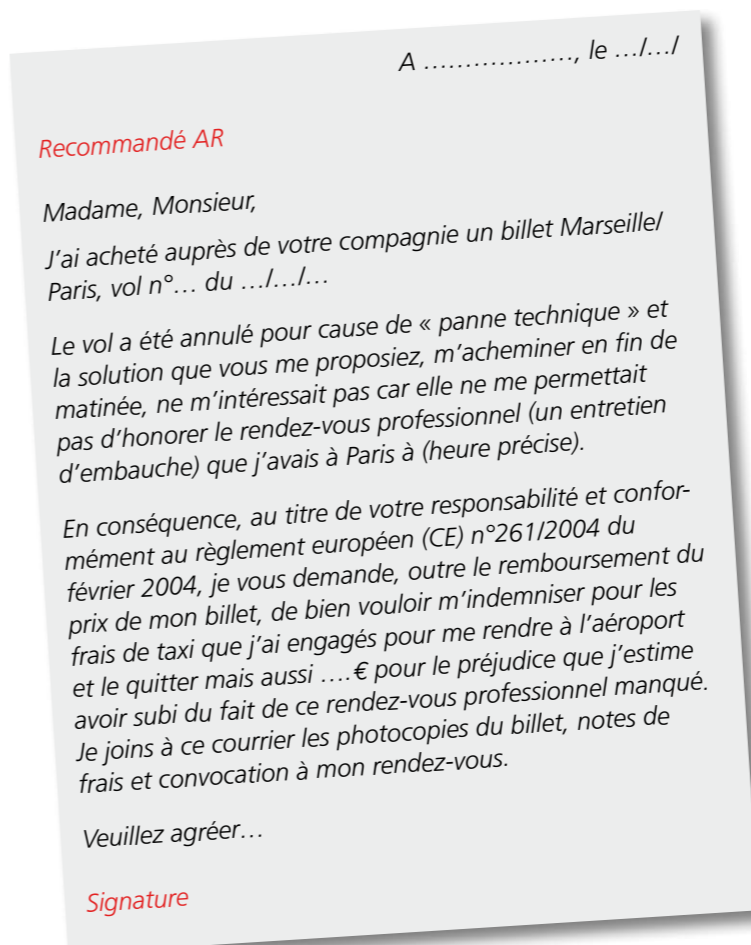 A ………………, le …/…/
Recommandé AR
Madame, Monsieur,
J’ai acheté auprès de votre compagnie un billet Marseille/
Paris, vol n°… du …/…/…
Le vol a été annulé pour cause de « panne technique » et
la solution que vous me proposiez, m’acheminer en fin de
matinée, ne m’intéressait pas car elle ne me permettait
pas d’honorer le rendez-vous professionnel (un entretien
d’embauche) que j’avais à Paris à (heure précise).
En conséquence, au titre de votre responsabilité et confor-
mément au règlement européen (CE) n°261/2004 du
février 2004, je vous demande, outre le remboursement du
prix de mon billet, de bien vouloir m’indemniser pour les
frais de taxi que j’ai engagés pour me rendre à l’aéroport
et le quitter mais aussi ….€ pour le préjudice que j’estime
avoir subi du fait de ce rendez-vous professionnel manqué.
Je joins à ce courrier les photocopies du billet, notes de
frais et convocation à mon rendez-vous.
Veuillez agréer…
Signature